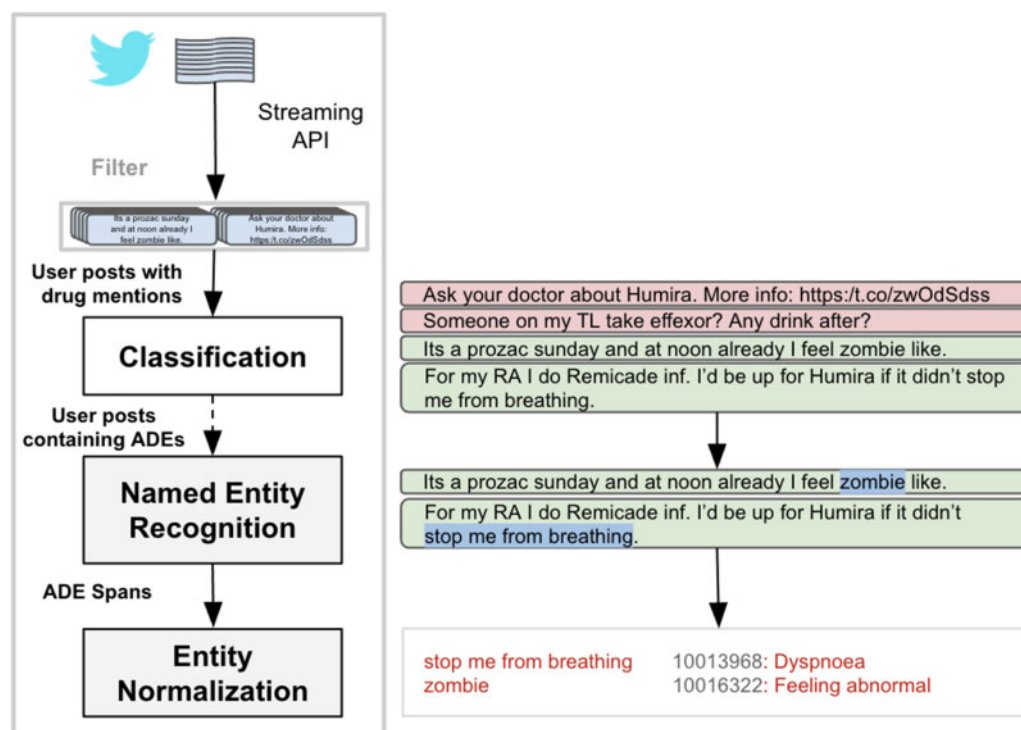 Streaming
API
Filter
Its a prozac sunday
and at noon already I
feel zombie like.
Ask your doctor about
Humira. More info:
https:/t.co/zwOdSdss
User posts with
drug mentions
Classification
User posts
containing ADEs
Named Entity
Recognition
ADE Spans
Entity
Normalization
Ask your doctor about Humira. More info: https:/t.co/zwOdSdss
Someone on my TL take effexor? Any drink after?
Its a prozac sunday and at noon already I feel zombie like.
For my RA I do Remicade inf. I’d be up for Humira if it didn’t stop
me from breathing.
Its a prozac sunday and at noon already I feel zombie like.
For my RA I do Remicade inf. I’d be up for Humira if it didn’t
stop me from breathing.
stop me from breathing 10013968: Dyspnoea
zombie 10016322: Feeling abnormal